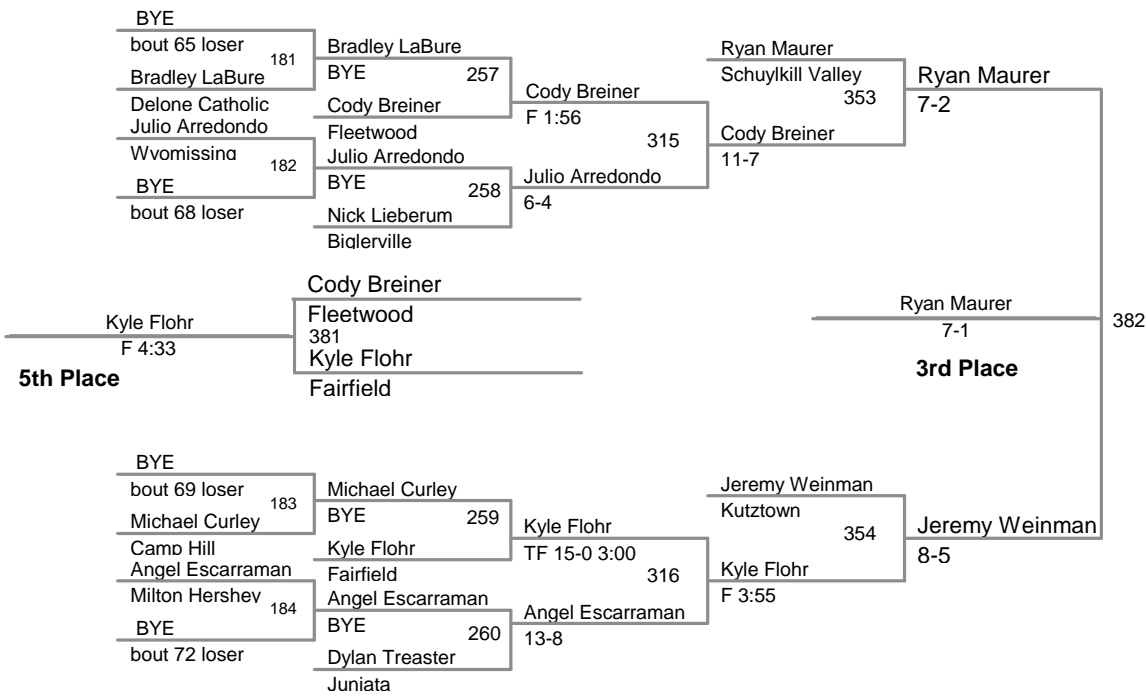 BYE
bout 65 loser
181
Bradley LaBure
Delone Catholic
Julio Arredondo
Wyomissing
182
BYE
bout 68 loser
Bradley LaBure
BYE
257
Cody Breiner
Fleetwood
Julio Arredondo
BYE
258
Nick Lieberum
Biglerville
Cody Breiner
F 1:56
315
Julio Arredondo
6-4
Ryan Maurer
Schuylkill Valley
353
Cody Breiner
11-7
Ryan Maurer
7-2
Cody Breiner
Fleetwood
381
Kyle Flohr
Fairfield
Kyle Flohr
F 4:33
5th Place
Ryan Maurer
7-1
382
3rd Place
BYE
bout 69 loser
183
Michael Curley
Camp Hill
Angel Escarraman
Milton Hershey
184
BYE
bout 72 loser
Michael Curley
BYE
259
Kyle Flohr
Fairfield
Angel Escarraman
BYE
260
Dylan Treaster
Juniata
Kyle Flohr
TF 15-0 3:00
316
Angel Escarraman
13-8
Jeremy Weinman
Kutztown
354
Kyle Flohr
F 3:55
Jeremy Weinman
8-5